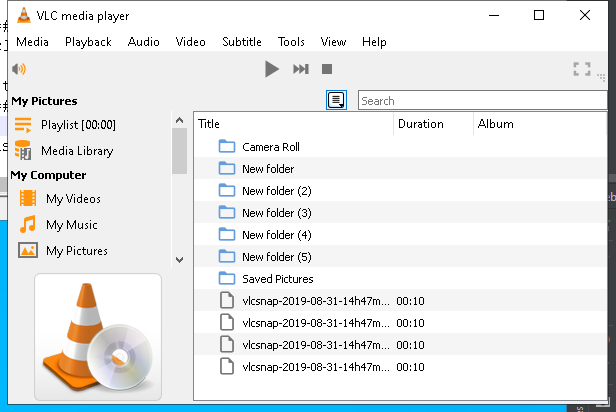 VLC media player
Media Playback Audio Video Subtitle Tools View Help
Search
My Pictures
Playlist [00:00]
Media Library
My Computer
My Videos
My Music
My Pictures
Title Duration Album
Camera Roll
New folder
New folder (2)
New folder (3)
New folder (4)
New folder (5)
Saved Pictures
vlcsnap-2019-08-31-14h47m... 00:10
vlcsnap-2019-08-31-14h47m... 00:10
vlcsnap-2019-08-31-14h47m... 00:10
vlcsnap-2019-08-31-14h47m... 00:10